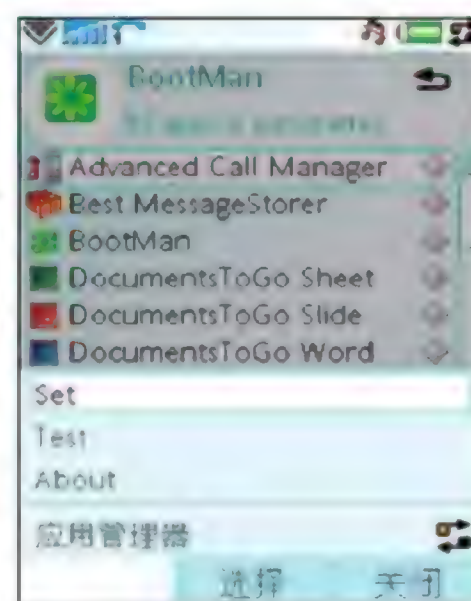 BootMan
Advanced Call Manager
Best MessageStorer
BootMan
DocumentsToGo Sheet
DocumentsToGo Slide
DocumentsToGo Word
Set
Test
About
应用管理器
选择 关闭